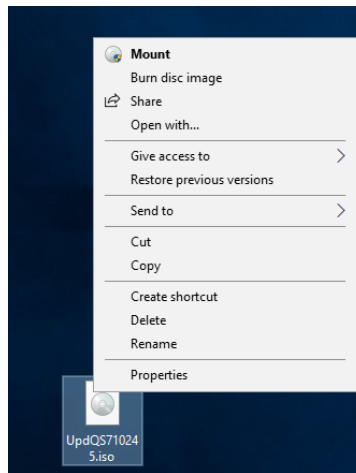 Mount
Burn disc image
Share
Open with...
Give access to
Restore previous versions
Send to
Cut
Copy
Create shortcut
Delete
Rename
Properties
UpdQS71024
5.iso